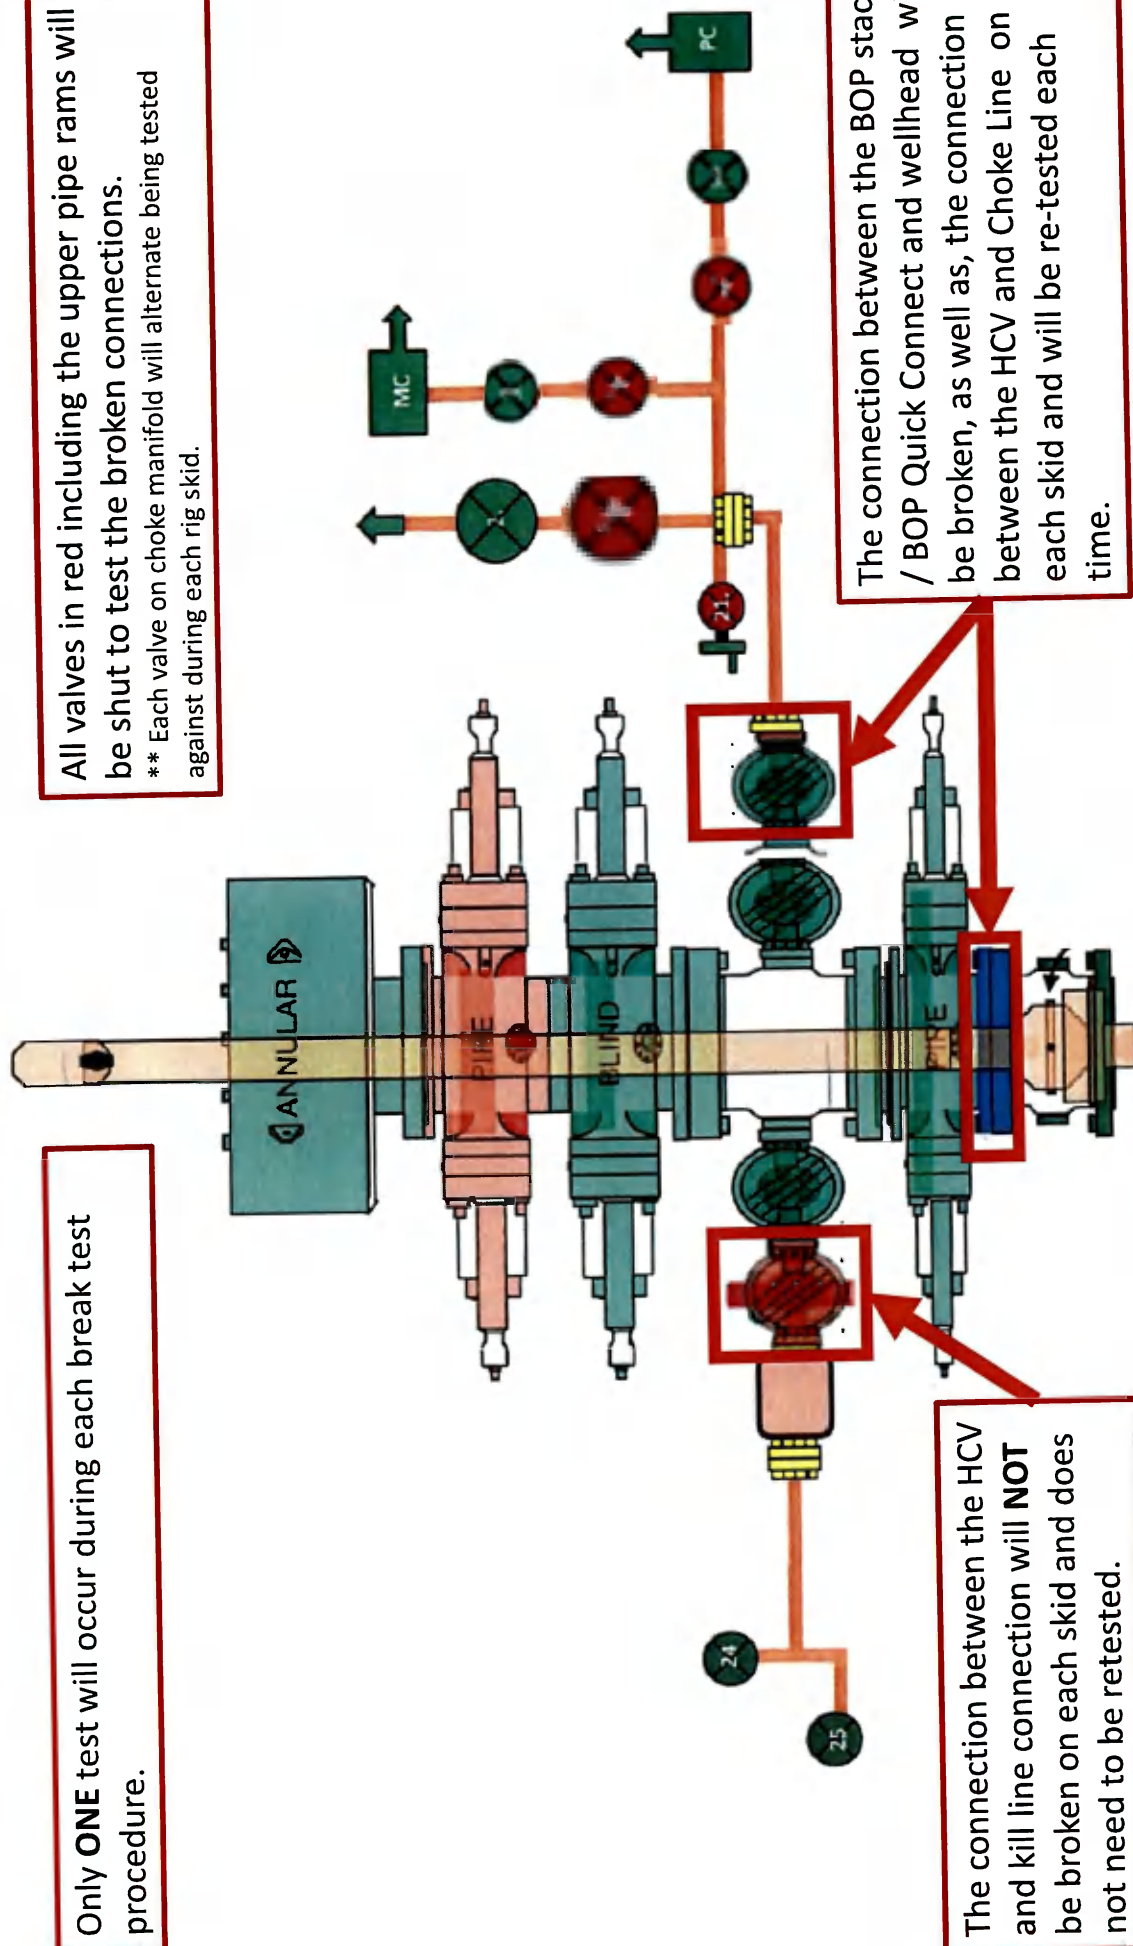 Only ONE test will occur during each break test
procedure.
All valves in red including the upper pipe rams will
be shut to test the broken connections.
** Each valve on choke manifold will alternate being tested
against during each rig skid.
ANNULAR
PIPE
BLIND
PIPE
MC
PC
21.
24
25
The connection between the HCV
and kill line connection will NOT
be broken on each skid and does
not need to be retested.
The connection between the BOP stac
/ BOP Quick Connect and wellhead w
be broken, as well as, the connection
between the HCV and Choke Line on
each skid and will be re-tested each
time.